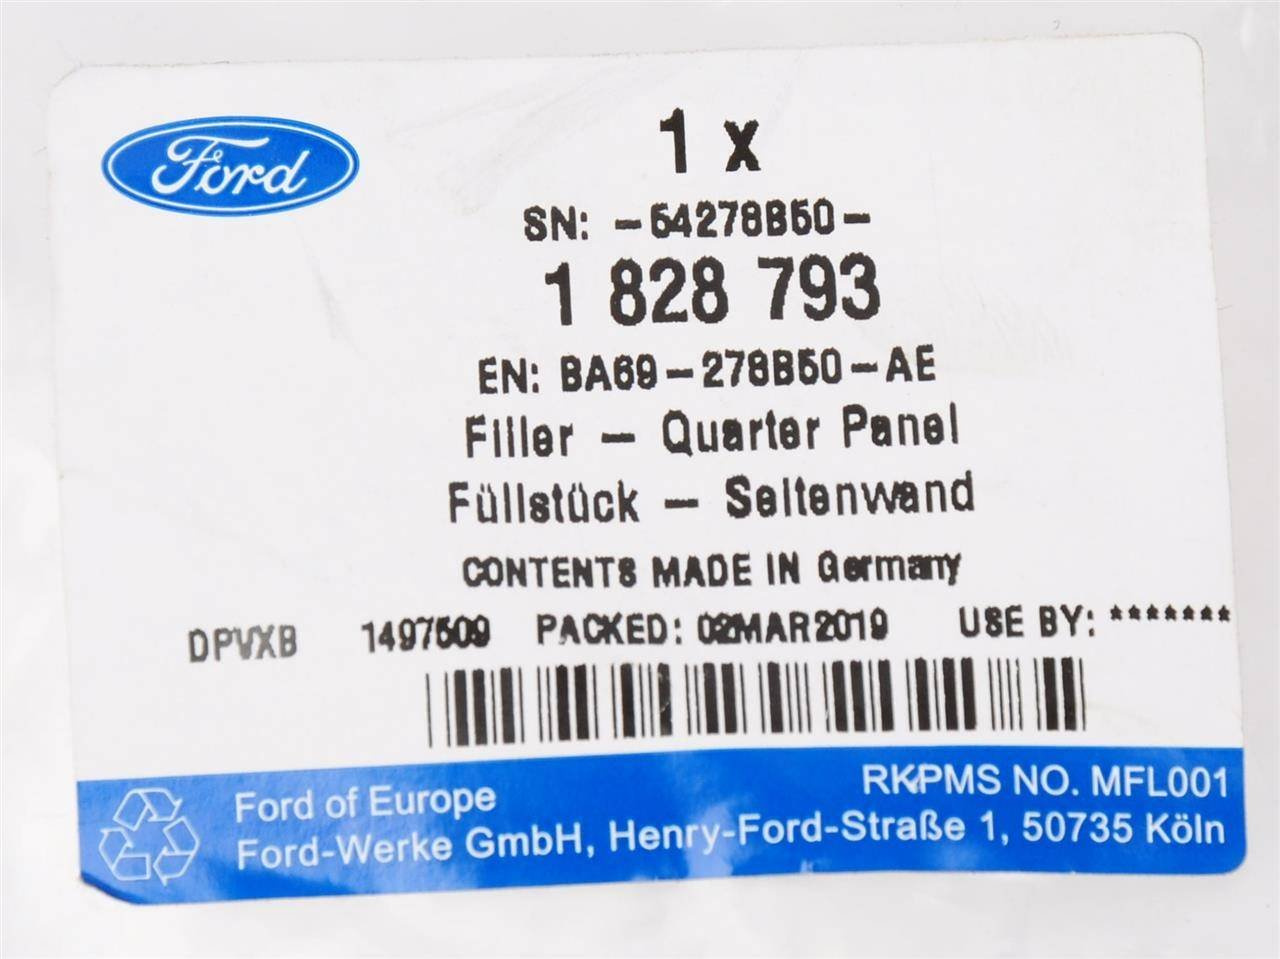 Ford
1 x
SN: -54278B50-
1 828 793
EN: BA69-278B50-AE
Filler - Quarter Panel
Füllstück - Seitenwand
CONTENTS MADE IN Germany
DPVXB 1497509 PACKED: 02MAR2019 USE BY: *******
RKPMS NO. MFL001
Ford of Europe
Ford-Werke GmbH, Henry-Ford-Straße 1, 50735 Köln